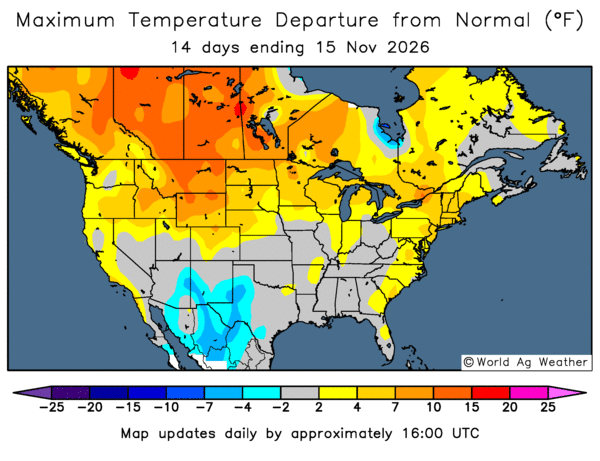 Maximum Temperature Departure from Normal (°F)
14 days ending 15 Nov 2026
© World Ag Weather
-25 -20 -15 -10 -7 -4 -2 2 4 7 10 15 20 25
Map updates daily by approximately 16:00 UTC